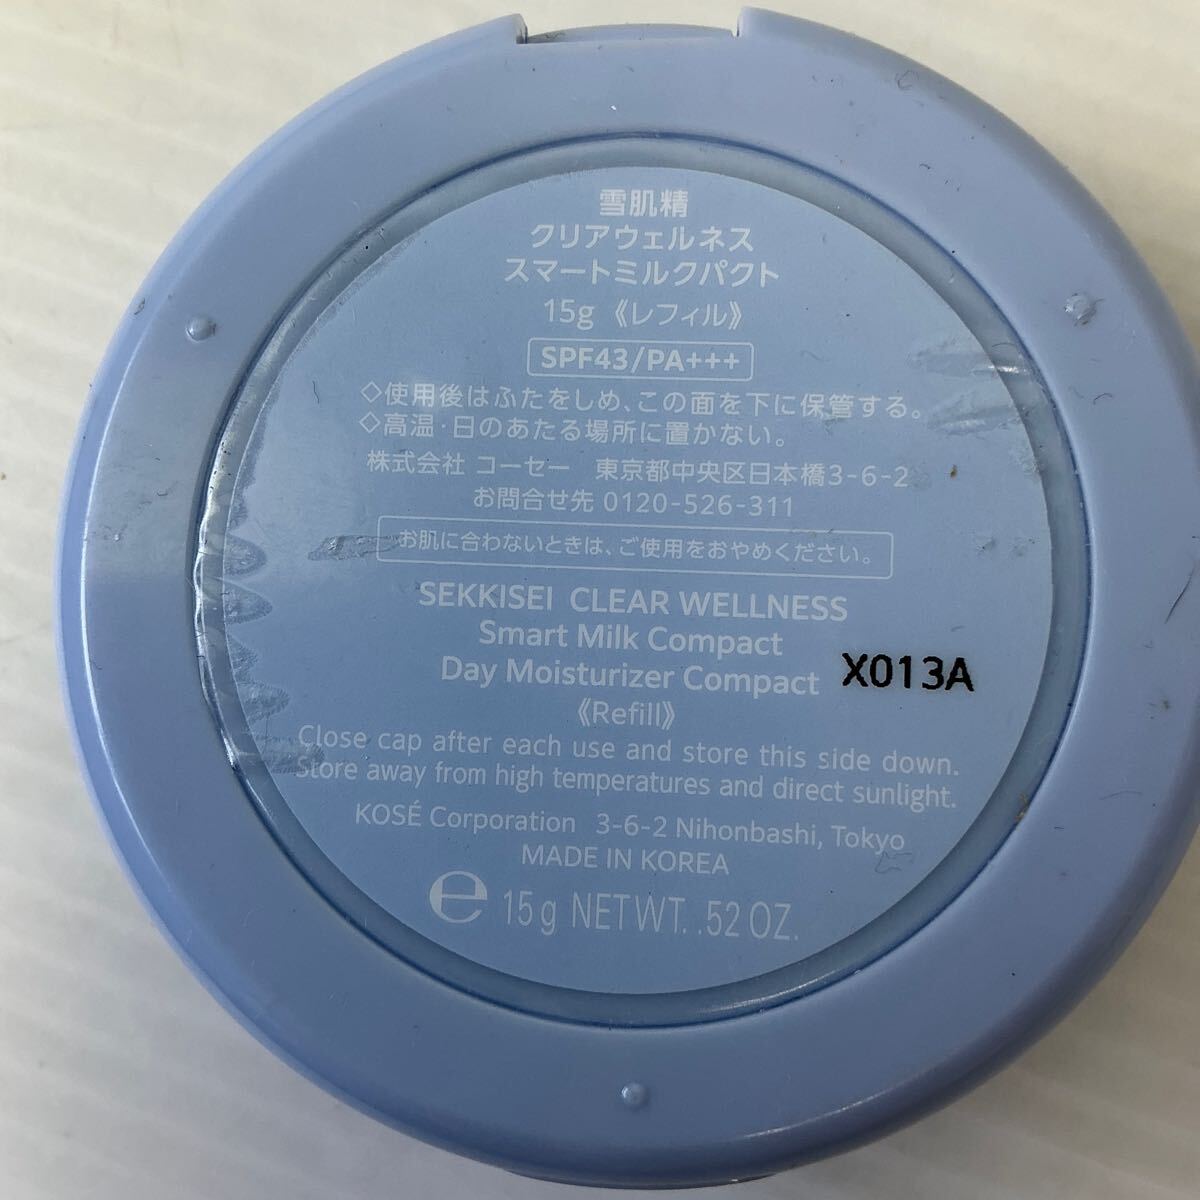 雪肌精
クリアウェルネス
スマートミルクパクト
15g 《レフィル》
SPF43/PA+++
◇使用後はふたをしめ、この面を下に保管する。
◇高温・日のあたる場所に置かない。
株式会社 コーセー 東京都中央区日本橋3-6-2
お問合せ先 0120-526-311
お肌に合わないときは、ご使用をおやめください。
SEKKISEI CLEAR WELLNESS
Smart Milk Compact
Day Moisturizer Compact X013A
《Refill》
Close cap after each use and store this side down.
Store away from high temperatures and direct sunlight.
KOSÉ Corporation 3-6-2 Nihonbashi, Tokyo
MADE IN KOREA
℮ 15g NET WT. .52 OZ.